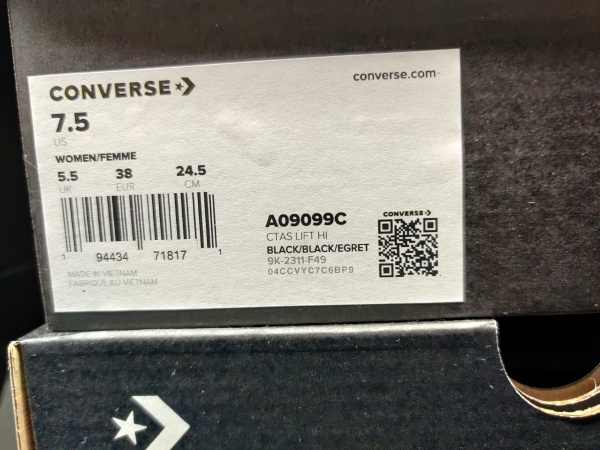 CONVERSE
converse.com
7.5
US
WOMEN/FEMME
5.5 38 24.5
UK EUR CM
1 94434 71817 1
MADE IN VIETNAM
FABRIQUE AU VIETNAM
A09099C
CTAS LIFT HI
BLACK/BLACK/EGRET
9K-2311-F49
04CCVYC7C6BP9
CONVERSE